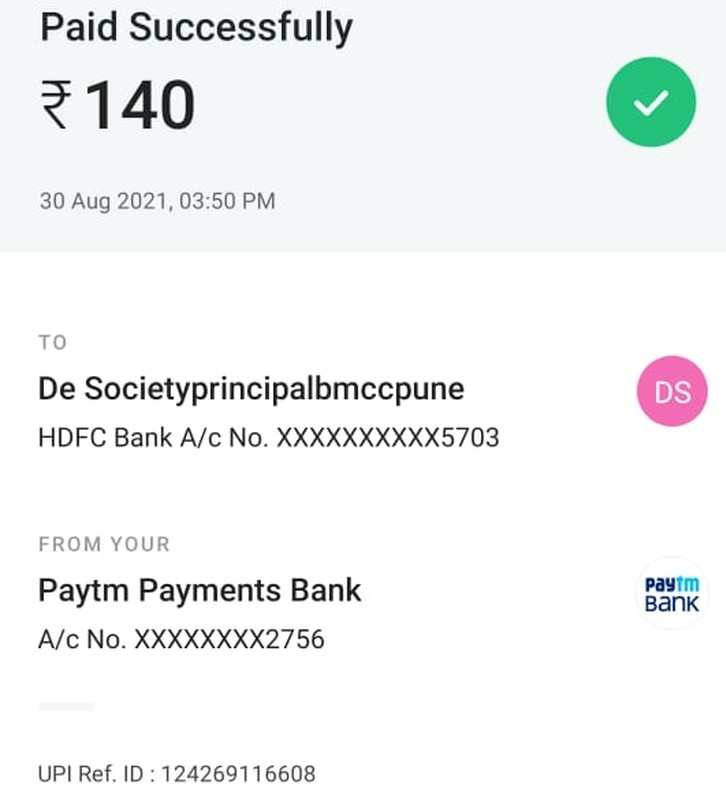 Paid Successfully
₹140
30 Aug 2021, 03:50 PM
TO
De Societyprincipalbmccpune
DS
HDFC Bank A/c No. XXXXXXXXXX5703
FROM YOUR
Paytm Payments Bank
paytm
BANK
A/c No. XXXXXXXX2756
UPI Ref. ID : 124269116608